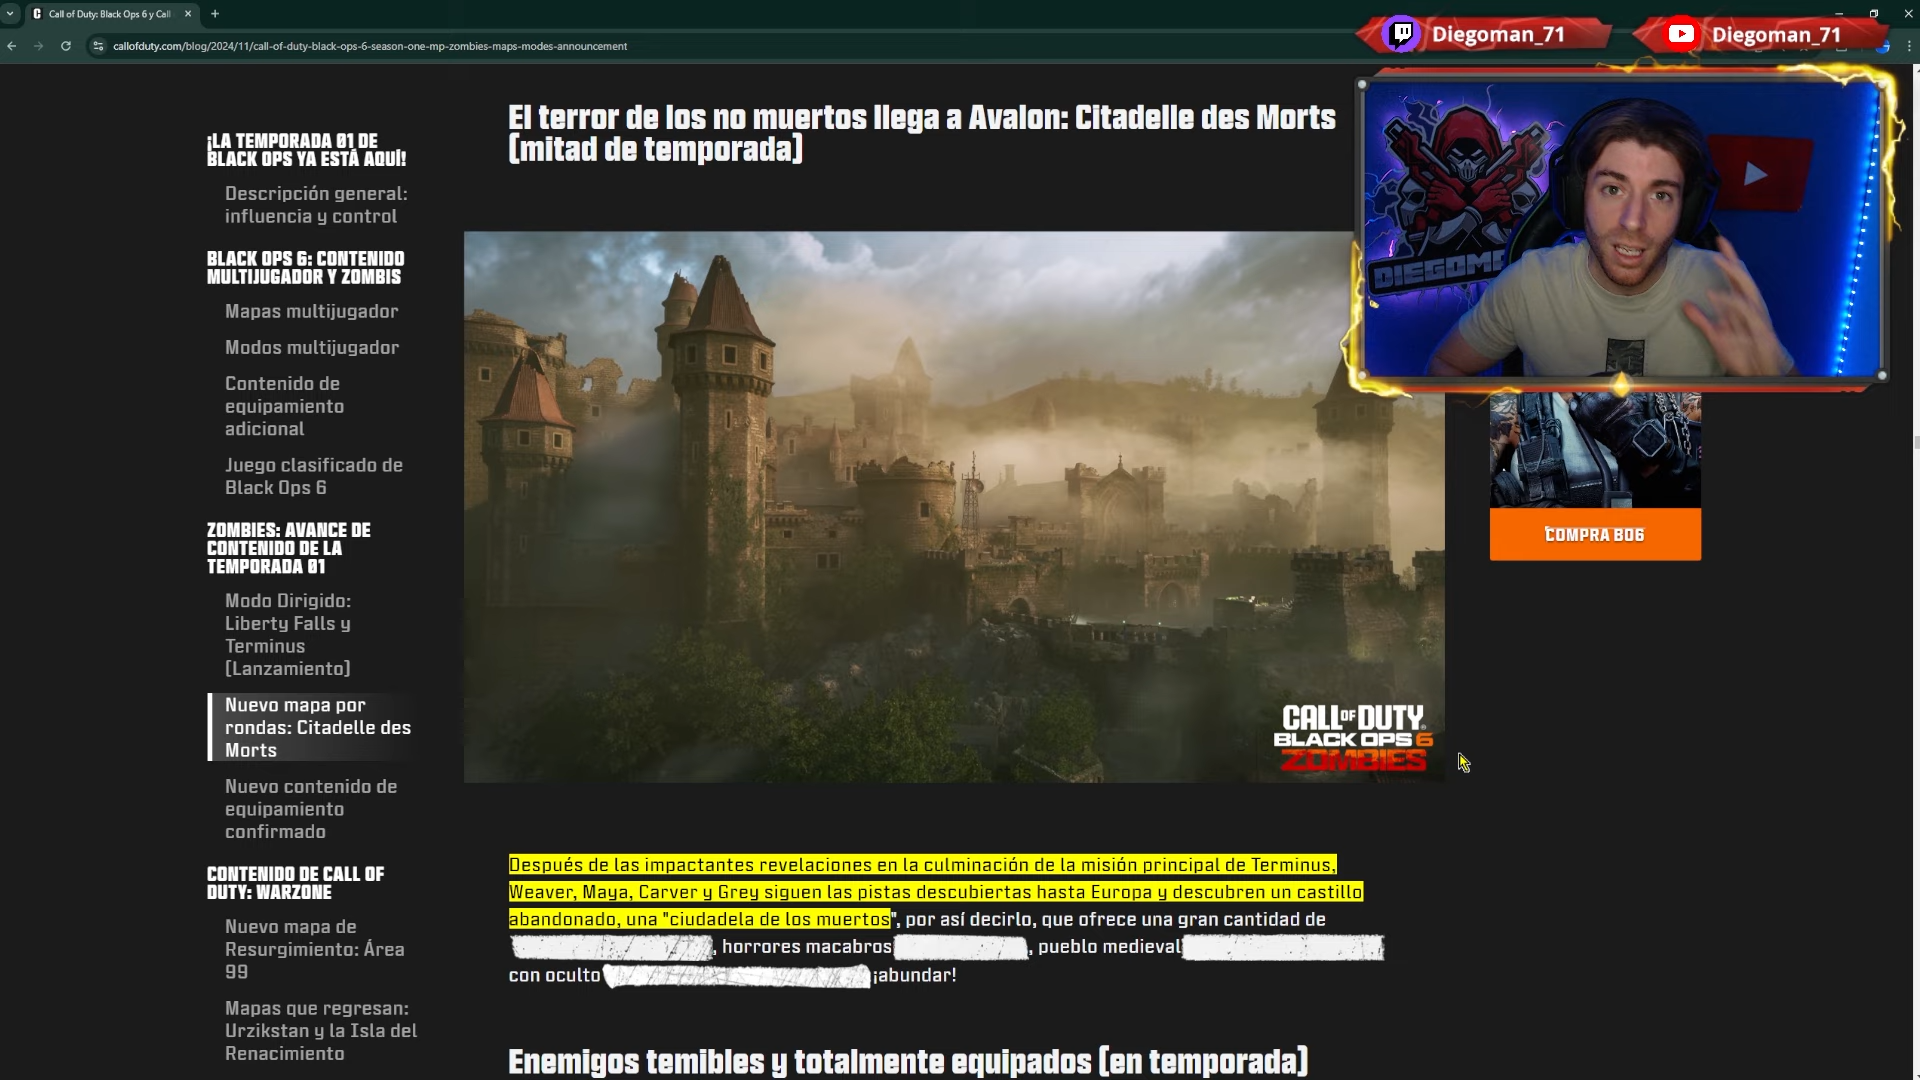 Call of Duty: Black Ops 6 y Call
callofduty.com/blog/2024/11/call-of-duty-black-ops-6-season-one-mp-zombies-maps-modes-announcement
Diegoman_71
Diegoman_71
¡LA TEMPORADA 01 DE
BLACK OPS YA ESTÁ AQUÍ!
Descripción general:
influencia y control
BLACK OPS 6: CONTENIDO
MULTIJUGADOR Y ZOMBIS
Mapas multijugador
Modos multijugador
Contenido de
equipamiento
adicional
Juego clasificado de
Black Ops 6
ZOMBIES: AVANCE DE
CONTENIDO DE LA
TEMPORADA 01
Modo Dirigido:
Liberty Falls y
Terminus
(Lanzamiento)
Nuevo mapa por
rondas: Citadelle des
Morts
Nuevo contenido de
equipamiento
confirmado
CONTENIDO DE CALL OF
DUTY: WARZONE
Nuevo mapa de
Resurgimiento: Área
99
Mapas que regresan:
Urzikstan y la Isla del
Renacimiento
El terror de los no muertos llega a Avalon: Citadelle des Morts
(mitad de temporada)
CALL OF DUTY
BLACK OPS 6
ZOMBIES
DIEGOM
COMPRA BO6
Después de las impactantes revelaciones en la culminación de la misión principal de Terminus,
Weaver, Maya, Carver y Grey siguen las pistas descubiertas hasta Europa y descubren un castillo
abandonado, una "ciudadela de los muertos", por así decirlo, que ofrece una gran cantidad de
, horrores macabros , pueblo medieval
con oculto ¡abundar!
Enemigos temibles y totalmente equipados (en temporada)